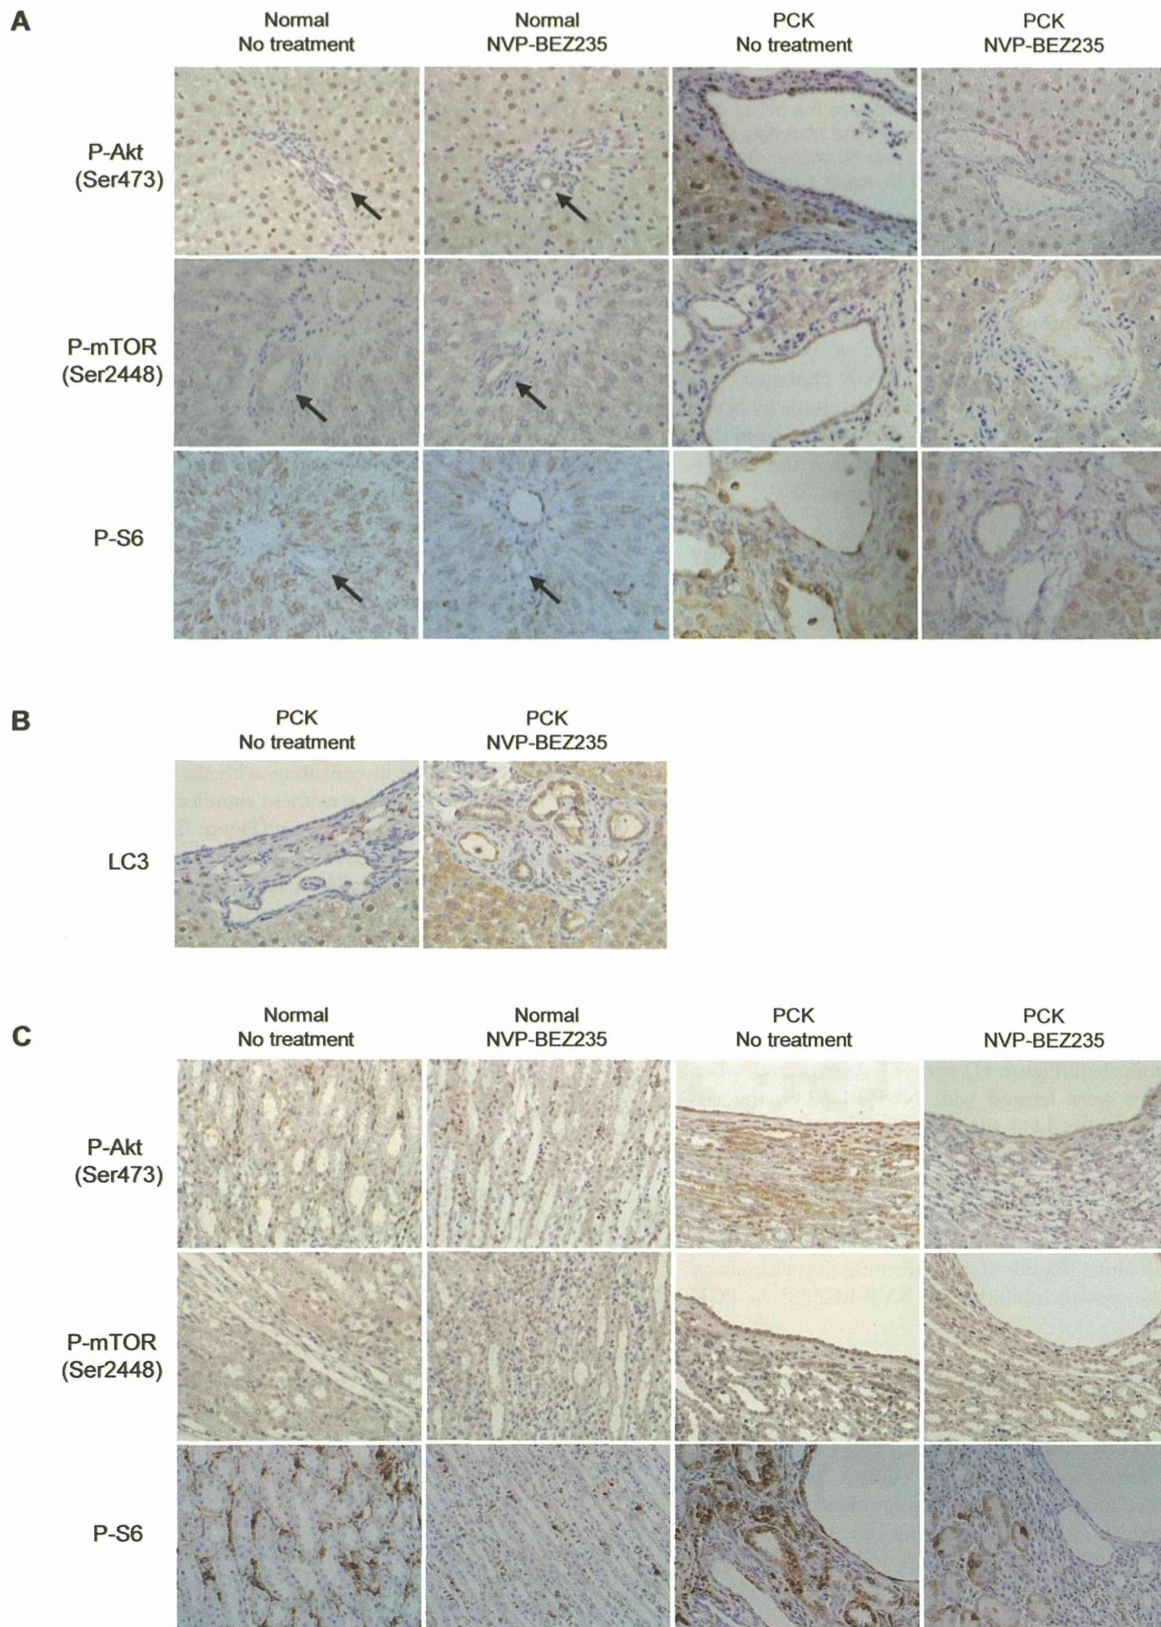 A
Normal
No treatment
Normal
NVP-BEZ235
PCK
No treatment
PCK
NVP-BEZ235
P-Akt
(Ser473)
P-mTOR
(Ser2448)
P-S6
B
PCK
No treatment
PCK
NVP-BEZ235
LC3
C
Normal
No treatment
Normal
NVP-BEZ235
PCK
No treatment
PCK
NVP-BEZ235
P-Akt
(Ser473)
P-mTOR
(Ser2448)
P-S6